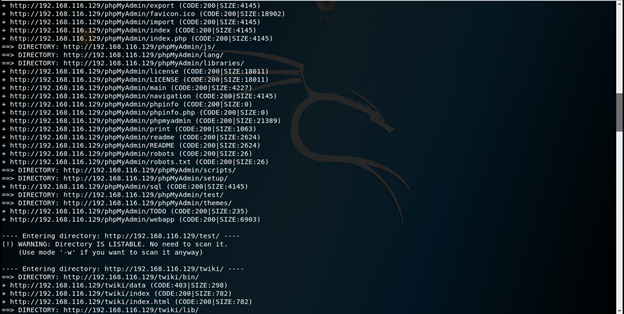 + http://192.168.116.129/phpMyAdmin/export (CODE:200|SIZE:4145)
+ http://192.168.116.129/phpMyAdmin/favicon.ico (CODE:200|SIZE:18902)
+ http://192.168.116.129/phpMyAdmin/import (CODE:200|SIZE:4145)
+ http://192.168.116.129/phpMyAdmin/index (CODE:200|SIZE:4145)
+ http://192.168.116.129/phpMyAdmin/index.php (CODE:200|SIZE:4145)
==> DIRECTORY: http://192.168.116.129/phpMyAdmin/js/
==> DIRECTORY: http://192.168.116.129/phpMyAdmin/lang/
==> DIRECTORY: http://192.168.116.129/phpMyAdmin/libraries/
+ http://192.168.116.129/phpMyAdmin/license (CODE:200|SIZE:18011)
+ http://192.168.116.129/phpMyAdmin/LICENSE (CODE:200|SIZE:18011)
+ http://192.168.116.129/phpMyAdmin/main (CODE:200|SIZE:4227)
+ http://192.168.116.129/phpMyAdmin/navigation (CODE:200|SIZE:4145)
+ http://192.168.116.129/phpMyAdmin/phpinfo (CODE:200|SIZE:0)
+ http://192.168.116.129/phpMyAdmin/phpinfo.php (CODE:200|SIZE:0)
+ http://192.168.116.129/phpMyAdmin/phpmyadmin (CODE:200|SIZE:21389)
+ http://192.168.116.129/phpMyAdmin/print (CODE:200|SIZE:1063)
+ http://192.168.116.129/phpMyAdmin/readme (CODE:200|SIZE:2624)
+ http://192.168.116.129/phpMyAdmin/README (CODE:200|SIZE:2624)
+ http://192.168.116.129/phpMyAdmin/robots (CODE:200|SIZE:26)
+ http://192.168.116.129/phpMyAdmin/robots.txt (CODE:200|SIZE:26)
==> DIRECTORY: http://192.168.116.129/phpMyAdmin/scripts/
==> DIRECTORY: http://192.168.116.129/phpMyAdmin/setup/
+ http://192.168.116.129/phpMyAdmin/sql (CODE:200|SIZE:4145)
==> DIRECTORY: http://192.168.116.129/phpMyAdmin/test/
==> DIRECTORY: http://192.168.116.129/phpMyAdmin/themes/
+ http://192.168.116.129/phpMyAdmin/TODO (CODE:200|SIZE:235)
+ http://192.168.116.129/phpMyAdmin/webapp (CODE:200|SIZE:6903)
---- Entering directory: http://192.168.116.129/test/ ----
(!) WARNING: Directory IS LISTABLE. No need to scan it.
(Use mode '-w' if you want to scan it anyway)
---- Entering directory: http://192.168.116.129/twiki/ ----
==> DIRECTORY: http://192.168.116.129/twiki/bin/
+ http://192.168.116.129/twiki/data (CODE:403|SIZE:298)
+ http://192.168.116.129/twiki/index (CODE:200|SIZE:782)
+ http://192.168.116.129/twiki/index.html (CODE:200|SIZE:782)
==> DIRECTORY: http://192.168.116.129/twiki/lib/